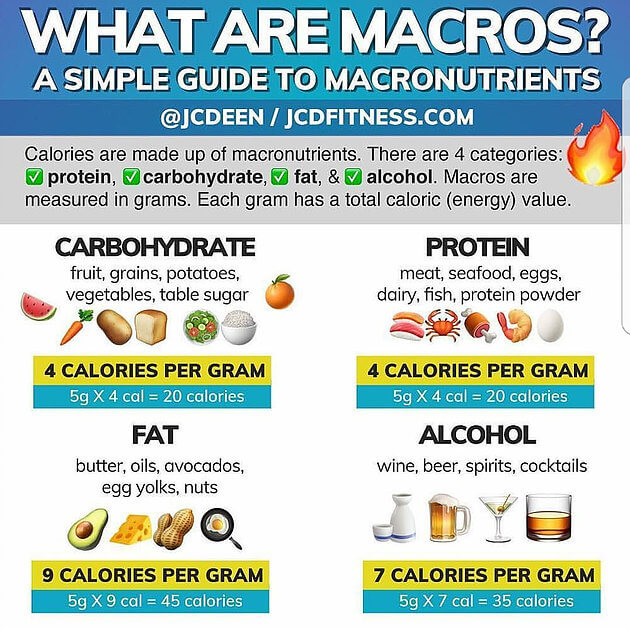 WHAT ARE MACROS?
A SIMPLE GUIDE TO MACRONUTRIENTS
@JCDEEN / JCDFITNESS.COM
Calories are made up of macronutrients. There are 4 categories:
✅ protein, ✅ carbohydrate, ✅ fat, & ✅ alcohol. Macros are
measured in grams. Each gram has a total caloric (energy) value.
CARBOHYDRATE
fruit, grains, potatoes,
vegetables, table sugar
4 CALORIES PER GRAM
5g X 4 cal = 20 calories
PROTEIN
meat, seafood, eggs,
dairy, fish, protein powder
4 CALORIES PER GRAM
5g X 4 cal = 20 calories
FAT
butter, oils, avocados,
egg yolks, nuts
9 CALORIES PER GRAM
5g X 9 cal = 45 calories
ALCOHOL
wine, beer, spirits, cocktails
7 CALORIES PER GRAM
5g X 7 cal = 35 calories